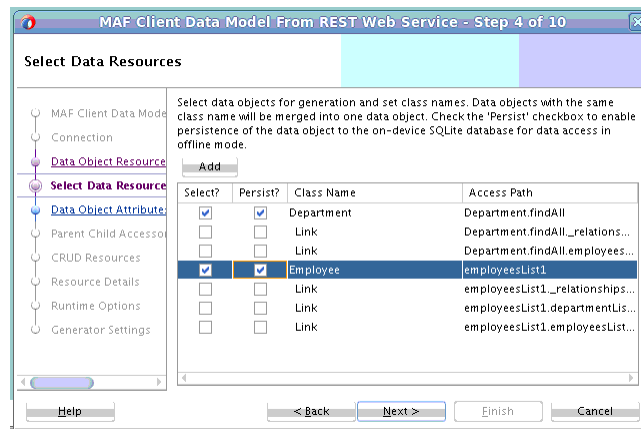 MAF Client Data Model From REST Web Service - Step 4 of 10
Select Data Resources
MAF Client Data Mode
Connection
Data Object Resource
Select Data Resource
Data Object Attribute
Parent Child Accesso
CRUD Resources
Resource Details
Runtime Options
Generator Settings
Select data objects for generation and set class names. Data objects with the same
class name will be merged into one data object. Check the 'Persist' checkbox to enable
persistence of the data object to the on-device SQLite database for data access in
offline mode.
Add
Select? Persist? Class Name Access Path
Department Department.findAll
Link Department.findAll._relations...
Link Department.findAll.employees...
Employee employeesList1
Link employeesList1._relationships...
Link employeesList1.departmentLis...
Link employeesList1.employeesList...
Help < Back Next > Finish Cancel